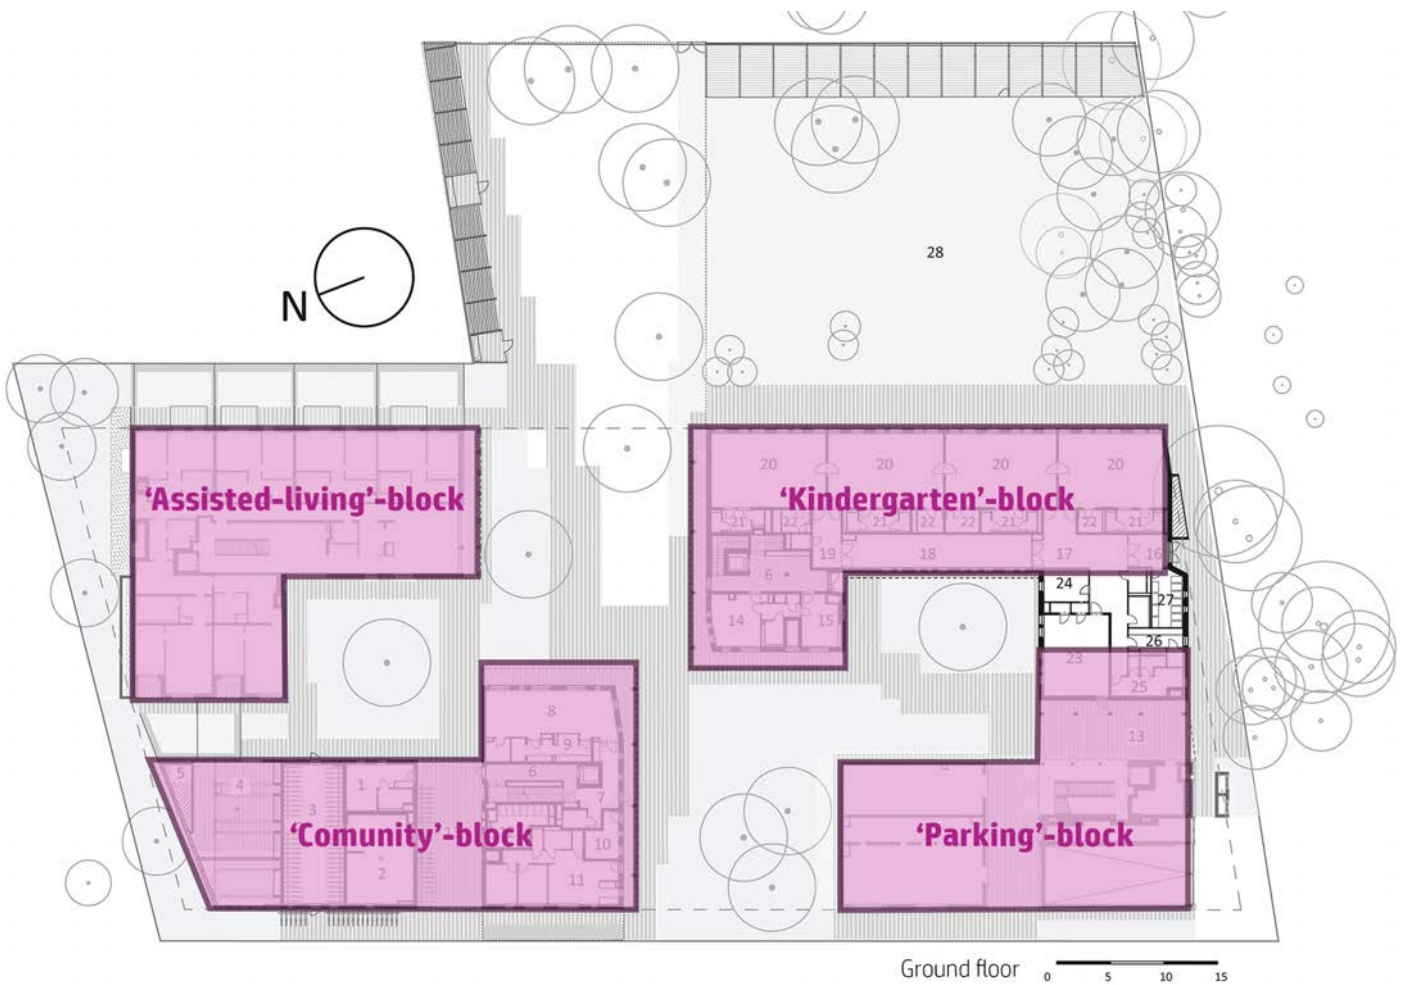 28
N
20 20 20 20
‘Assisted-living’-block
‘Kindergarten’-block
21 22 21 22 22 21 22 21
19 18 17 16
6
24
27
14 15
26
23
25
8
13
9
5 4 6
1
7
3
‘Comunity’-block
‘Parking’-block
10
2
11
Ground floor
0 5 10 15